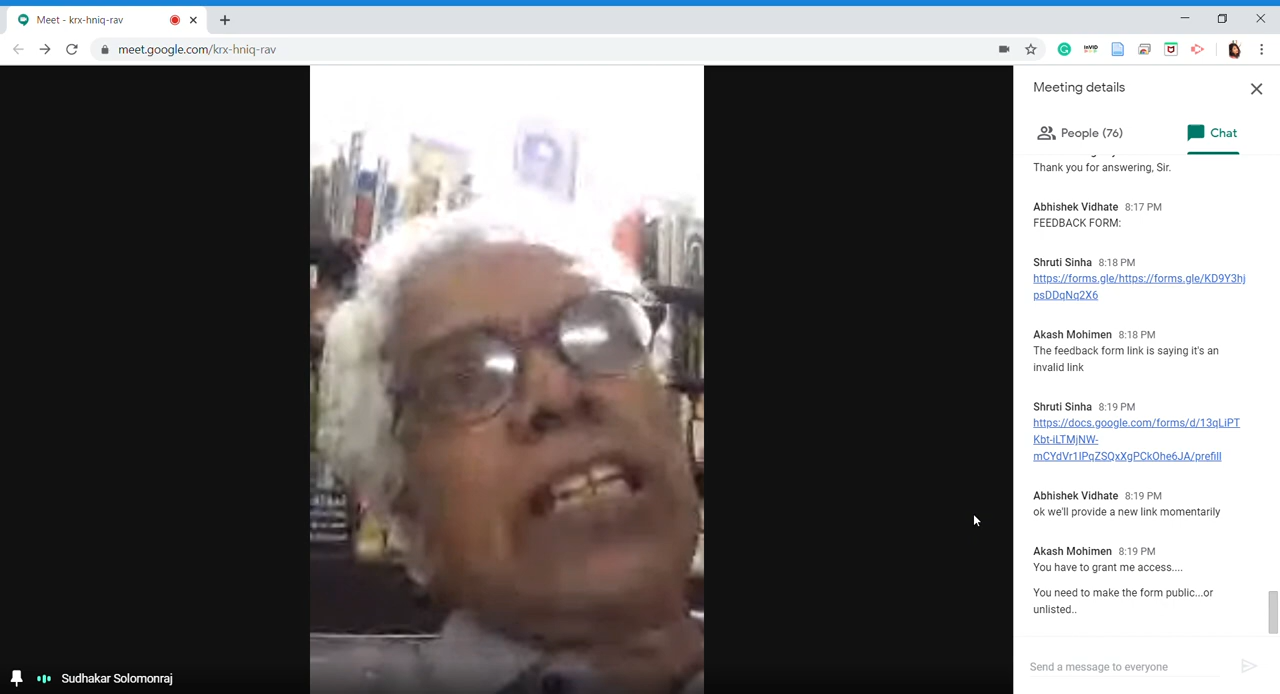 Meet - krx-hniq-rav
meet.google.com/krx-hniq-rav
InVID
Meeting details
People (76)
Chat
Thank you for answering, Sir.
Abhishek Vidhate 8:17 PM
FEEDBACK FORM:
Shruti Sinha 8:18 PM
https://forms.gle/https://forms.gle/KD9Y3hj
psDDqNq2X6
Akash Mohimen 8:18 PM
The feedback form link is saying it's an
invalid link
Shruti Sinha 8:19 PM
https://docs.google.com/forms/d/13qLiPT
Kbt-iLTMjNW-
mCYdVr1IPqZSQxXgPCkOhe6JA/prefill
Abhishek Vidhate 8:19 PM
ok we'll provide a new link momentarily
Akash Mohimen 8:19 PM
You have to grant me access....
You need to make the form public...or
unlisted..
Send a message to everyone
Sudhakar Solomonraj